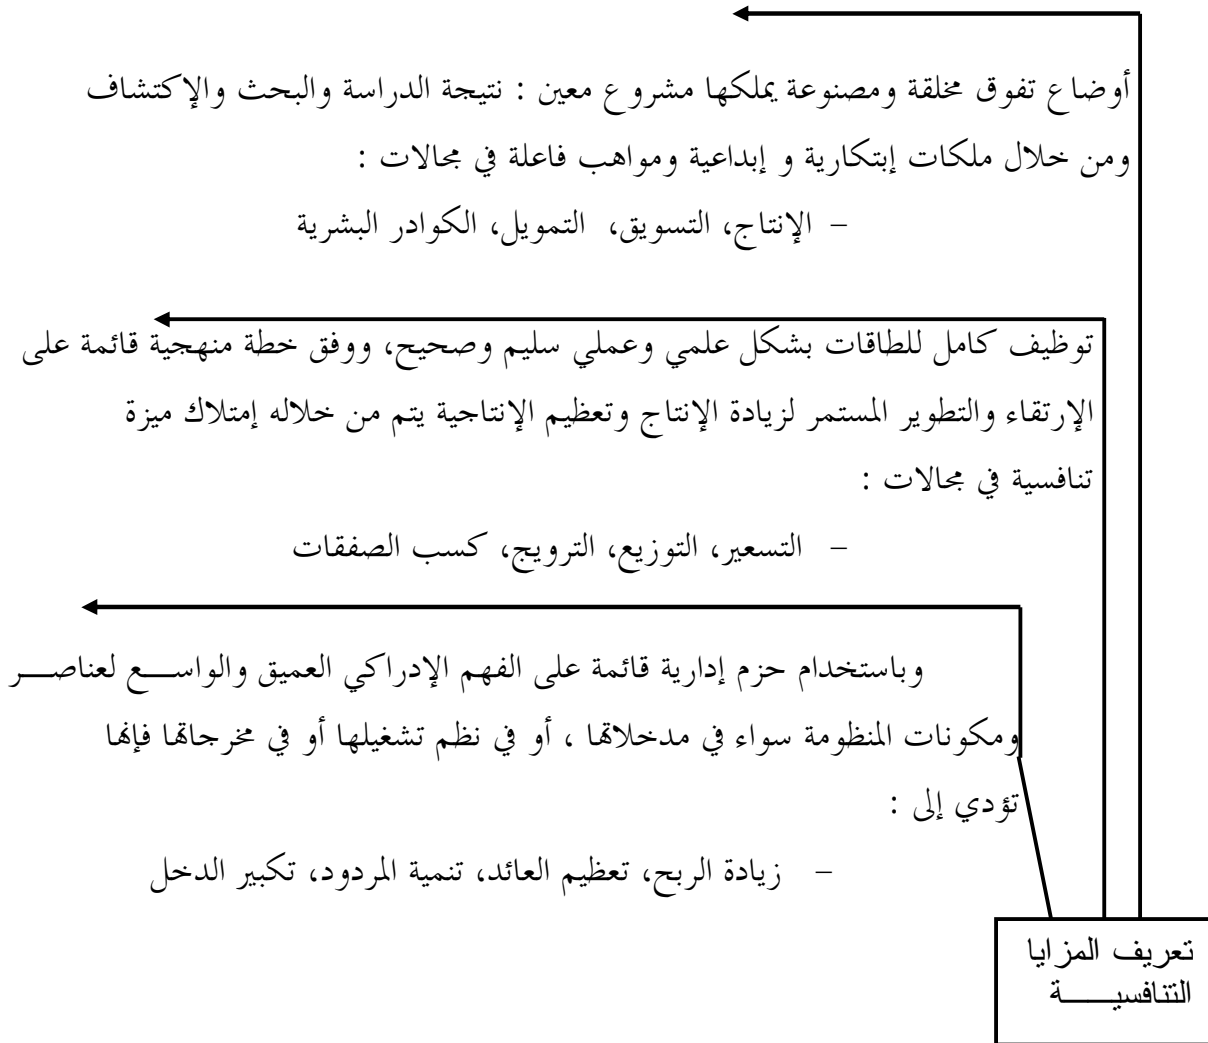 أوضاع تفوق مخلقة ومصنوعة يملكها مشروع معين : نتيجة الدراسة والبحث والإكتشاف
ومن خلال ملكات إبتكارية و إبداعية ومواهب فاعلة في مجالات :
– الإنتاج، التسويق، التمويل، الكوادر البشرية
توظيف كامل للطاقات بشكل علمي وعملي سليم وصحيح، ووفق خطة منهجية قائمة على
الإرتقاء والتطوير المستمر لزيادة الإنتاج وتعظيم الإنتاجية يتم من خلاله إمتلاك ميزة
تنافسية في مجالات :
– التسعير، التوزيع، الترويج، كسب الصفقات
وباستخدام حزم إدارية قائمة على الفهم الإدراكي العميق والواسـع لعناصـر
ومكونات المنظومة سواء في مدخلاتها ، أو في نظم تشغيلها أو في مخرجاتها فإنها
تؤدي إلى :
– زيادة الربح، تعظيم العائد، تنمية المردود، تكبير الدخل
تعريف المزايا
التنافسيـــة